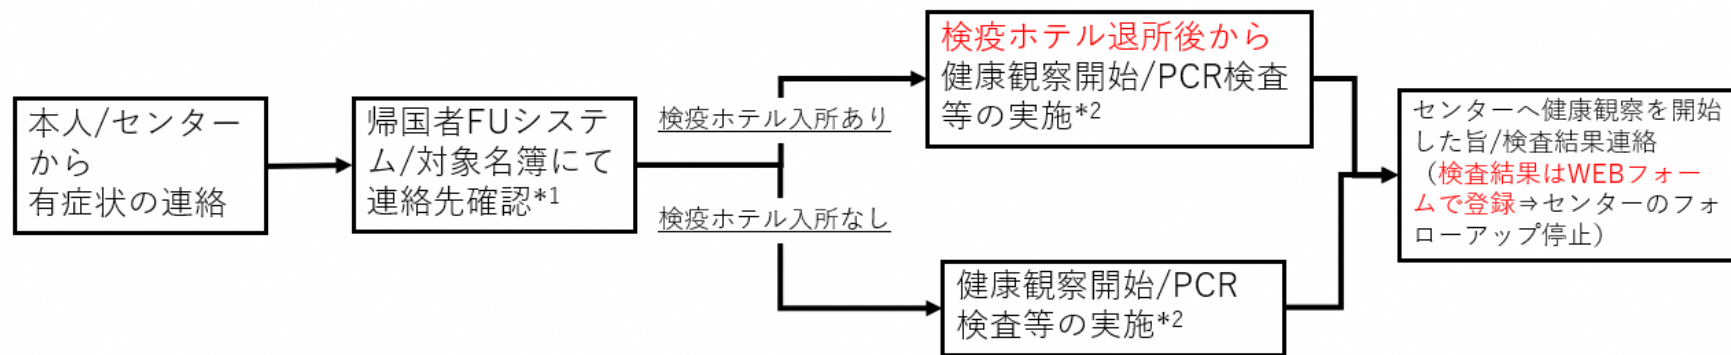 本人/センター
から
有症状の連絡
帰国者FUシステ
ム/対象名簿にて
連絡先確認*1
検疫ホテル入所あり
検疫ホテル入所なし
検疫ホテル退所後から
健康観察開始/PCR検査
等の実施*2
健康観察開始/PCR
検査等の実施*2
センターへ健康観察を開始
した旨/検査結果連絡
（検査結果はWEBフォー
ムで登録⇒センターのフォ
ローアップ停止）